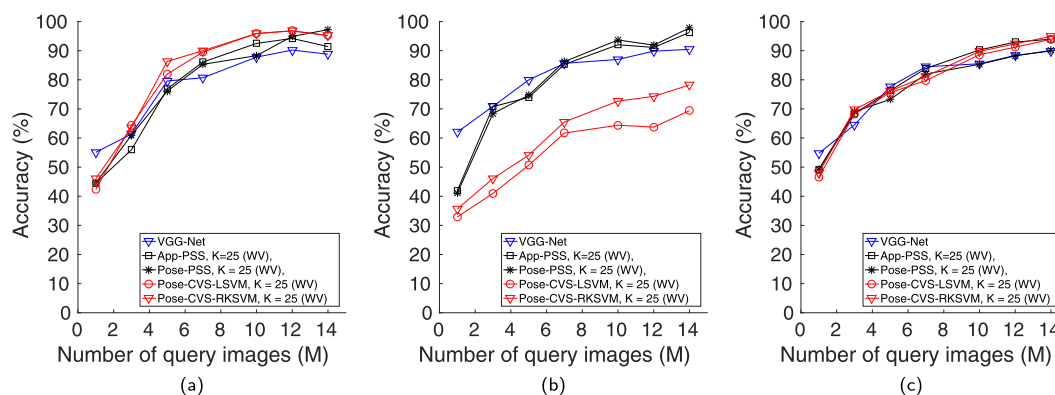 100
90
80
70
60
50
40
30
20
10
0
Accuracy (%)
VGG-Net
App-PSS, K=25 (WV),
Pose-PSS, K = 25 (WV),
Pose-CVS-LSVM, K = 25 (WV)
Pose-CVS-RKSVM, K = 25 (WV)
0 2 4 6 8 10 12 14
Number of query images (M)
(a)
100
90
80
70
60
50
40
30
20
10
0
Accuracy (%)
VGG-Net
App-PSS, K=25 (WV),
Pose-PSS, K = 25 (WV),
Pose-CVS-LSVM, K = 25 (WV)
Pose-CVS-RKSVM, K = 25 (WV)
0 2 4 6 8 10 12 14
Number of query images (M)
(b)
100
90
80
70
60
50
40
30
20
10
0
Accuracy (%)
VGG-Net
App-PSS, K=25 (WV),
Pose-PSS, K = 25 (WV),
Pose-CVS-LSVM, K = 25 (WV)
Pose-CVS-RKSVM, K = 25 (WV)
0 2 4 6 8 10 12 14
Number of query images (M)
(c)